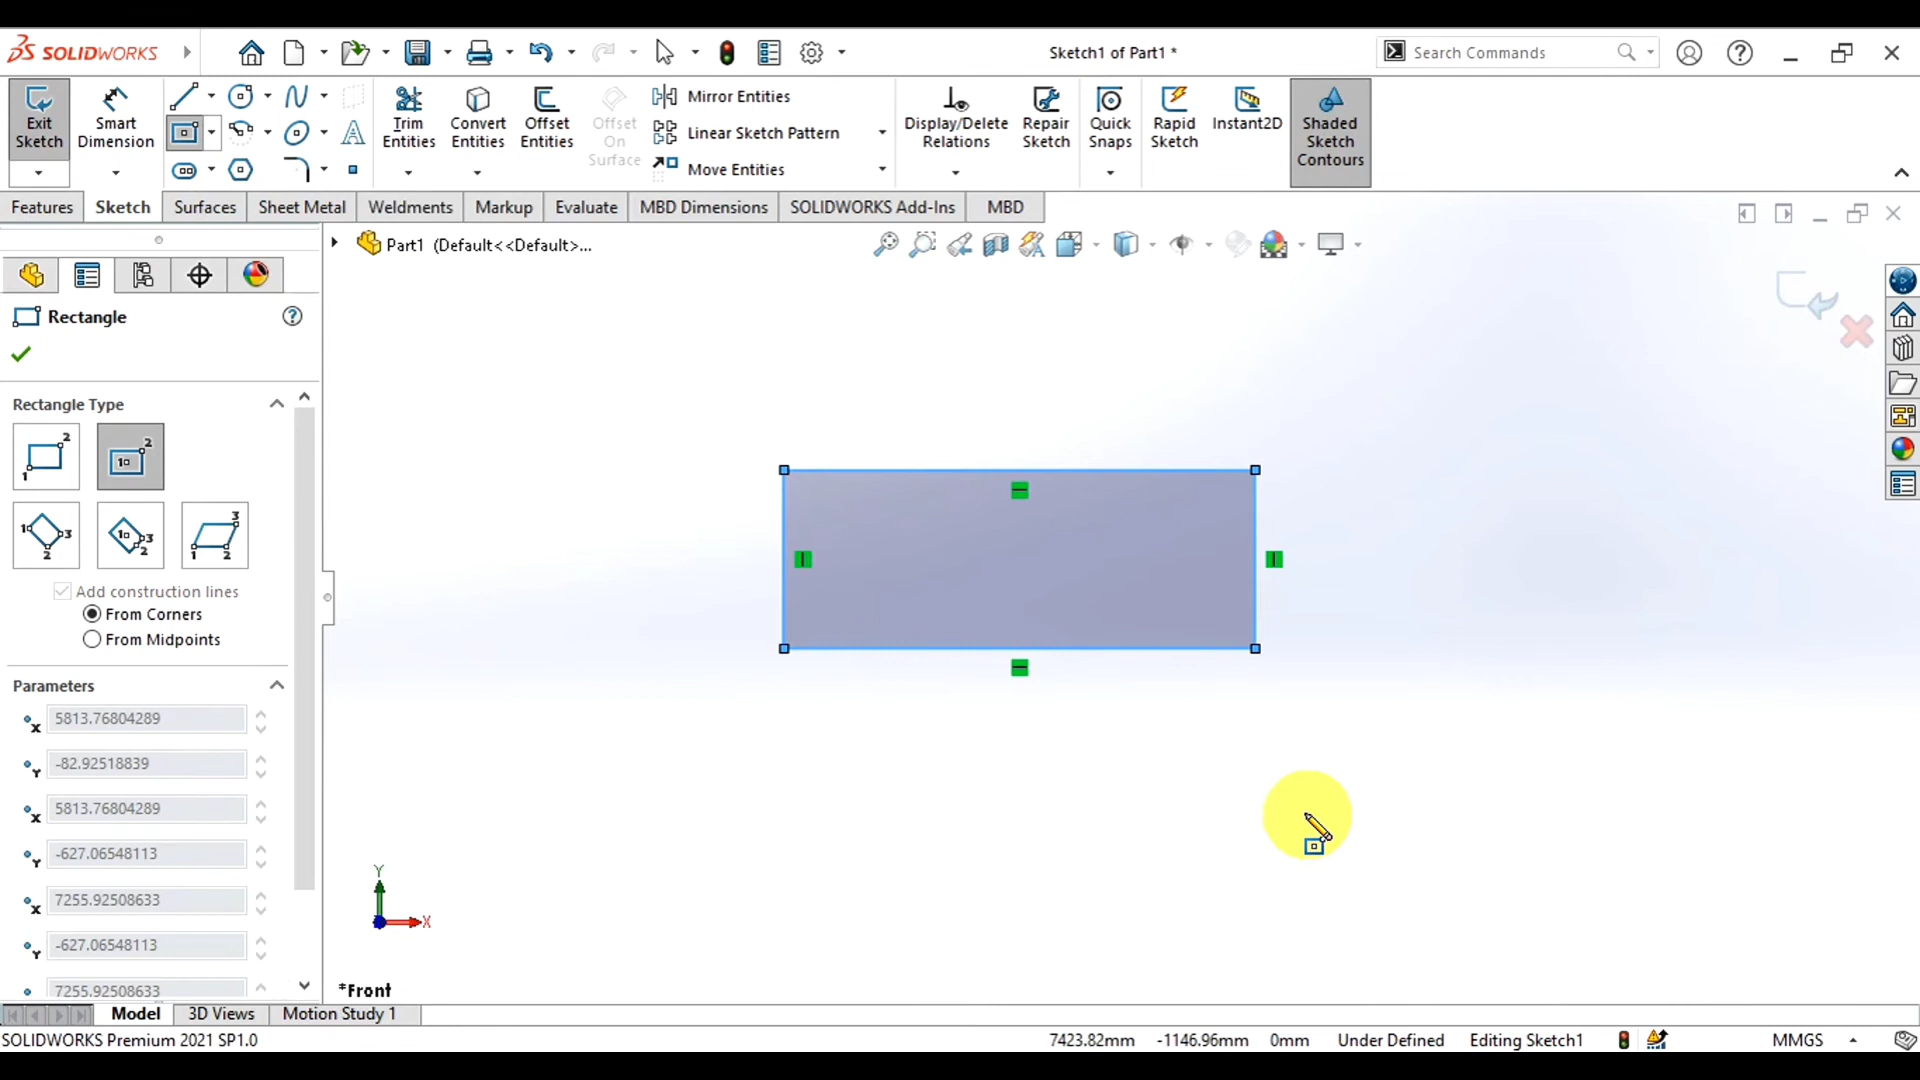 SOLIDWORKS
Sketch1 of Part1 *
Search Commands
Exit Sketch
Smart Dimension
Trim Entities
Convert Entities
Offset Entities
Offset On Surface
Mirror Entities
Linear Sketch Pattern
Move Entities
Display/Delete Relations
Repair Sketch
Quick Snaps
Rapid Sketch
Instant2D
Shaded Sketch Contours
Features
Sketch
Surfaces
Sheet Metal
Weldments
Markup
Evaluate
MBD Dimensions
SOLIDWORKS Add-Ins
MBD
Part1 (Default<<Default>...
Rectangle
Rectangle Type
Add construction lines
From Corners
From Midpoints
Parameters
5813.76804289
-82.92518839
5813.76804289
-627.06548113
7255.92508633
-627.06548113
7255.92508633
Y
X
*Front
Model
3D Views
Motion Study 1
SOLIDWORKS Premium 2021 SP1.0
7423.82mm
-1146.96mm
0mm
Under Defined
Editing Sketch1
MMGS